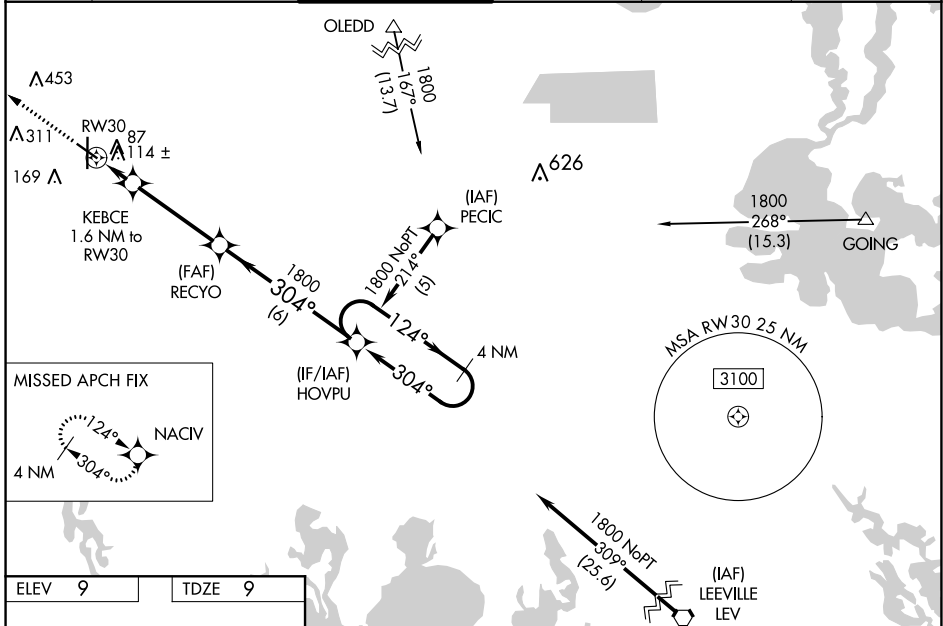 OLEDD
1800
167°
(13.7)
453
311
RW30
87
114 ±
169
626
KEBCE
1.6 NM to
RW30
(IAF)
PECIC
1800
268°
(15.3)
GOING
(FAF)
RECYO
1800 NoPT
214°
(5)
1800
304°
(6)
124°
4 NM
304°
(IF/IAF)
HOVPU
MSA RW30 25 NM
3100
MISSED APCH FIX
124°
NACIV
4 NM
304°
1800 NoPT
309°
(25.6)
(IAF)
LEEVILLE
LEV
ELEV 9
TDZE 9